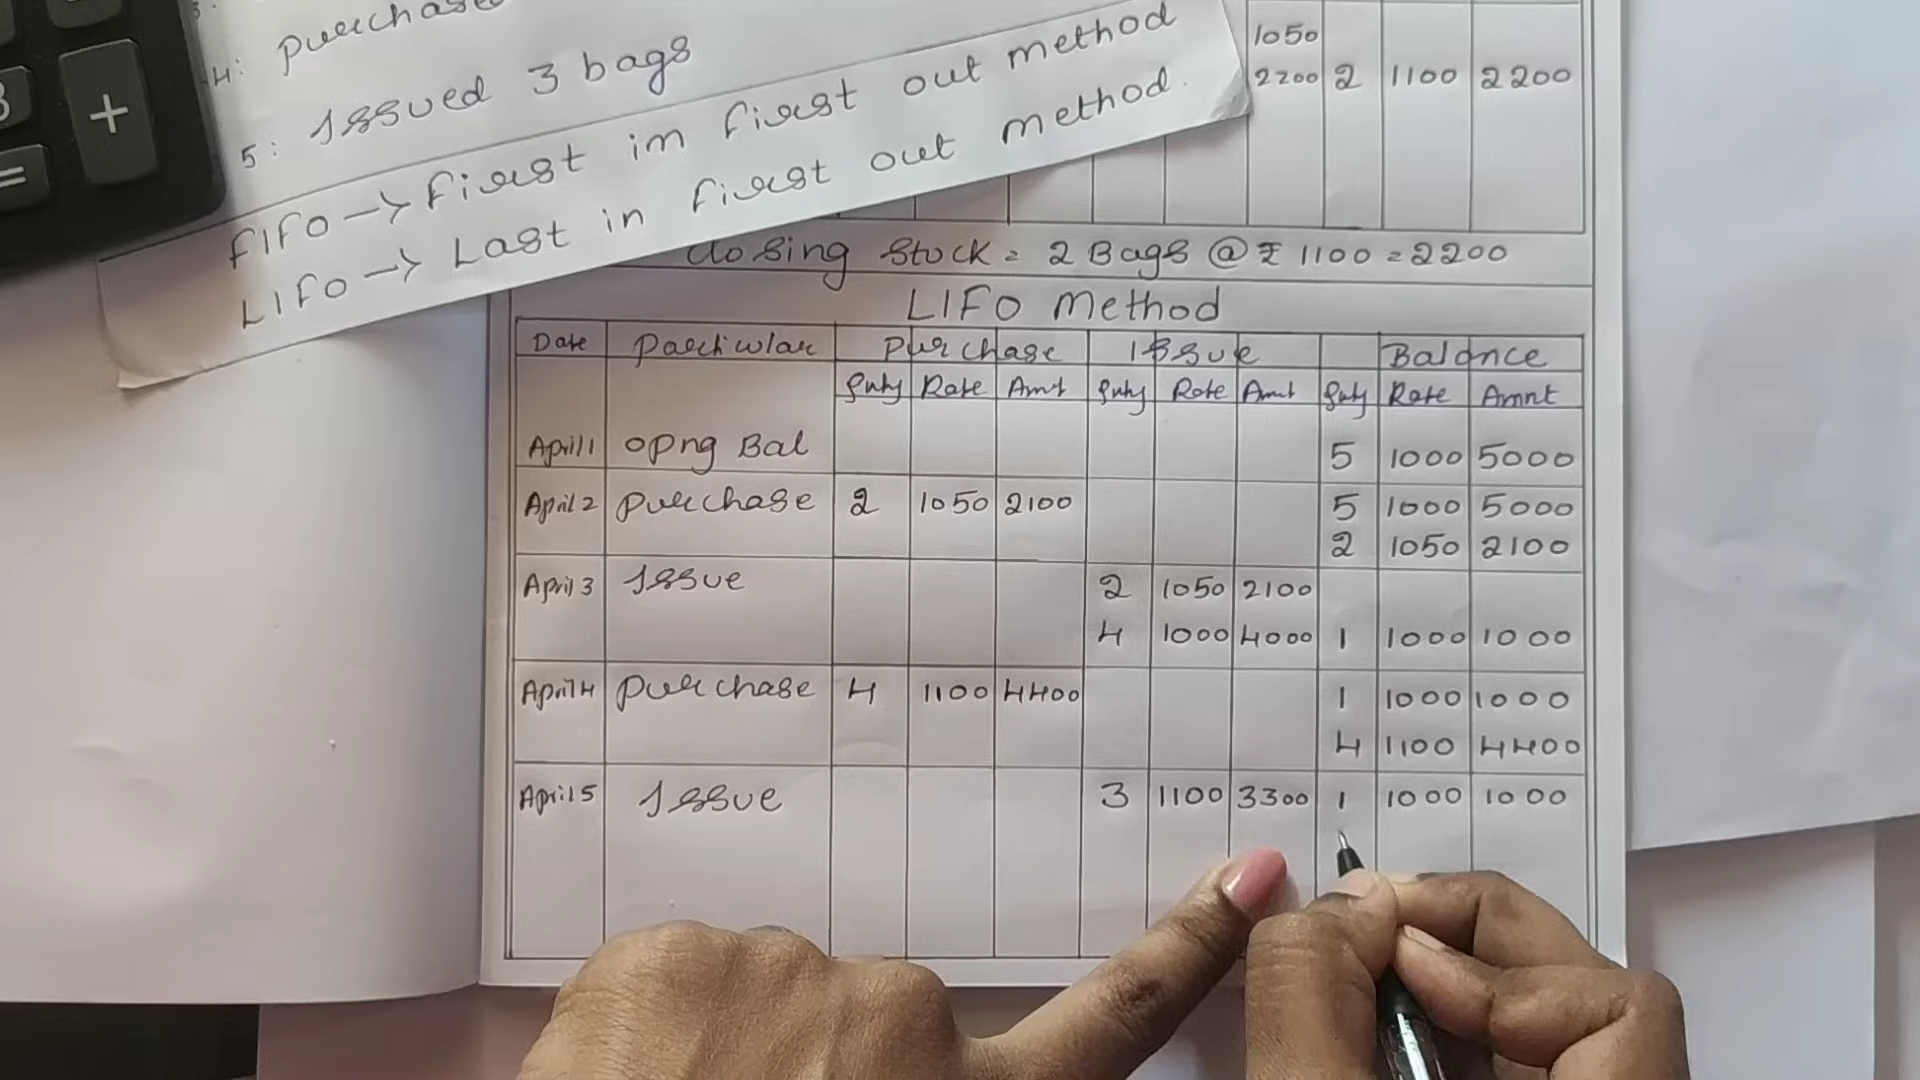 4: purchase
5: Issued 3 bags
FIFO → First in First out method
LIFO → Last in First out method.
1050
2200 2 1100 2200
closing stock = 2 Bags @ ₹ 1100 = 2200
LIFO Method
Date Particular Purchase Issue Balance
Qnty Rate Amt Qnty Rate Amt Qnty Rate Amnt
April 1 opng Bal 5 1000 5000
April 2 purchase 2 1050 2100 5 1000 5000
2 1050 2100
April 3 Issue 2 1050 2100
4 1000 4000 1 1000 1000
April 4 purchase 4 1100 4400 1 1000 1000
4 1100 4400
April 5 Issue 3 1100 3300 1 1000 1000
+
=